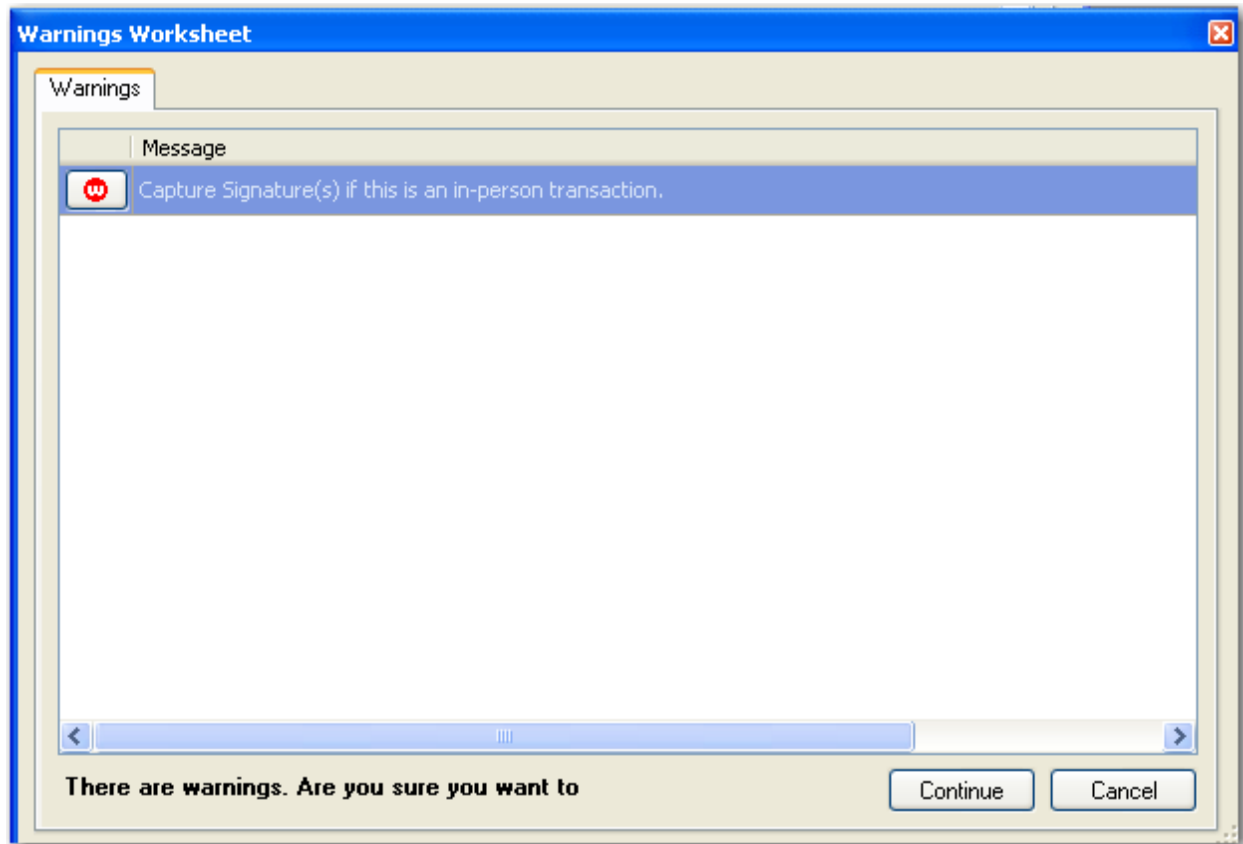 Warnings Worksheet
Warnings
Message
Capture Signature(s) if this is an in-person transaction.
There are warnings. Are you sure you want to
Continue Cancel